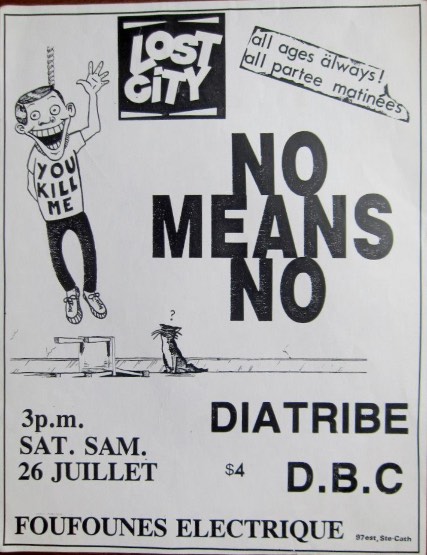 LOST
CITY
all ages älways!
all partee matinées
YOU
KILL
ME
NO
MEANS
NO
?
3p.m.
SAT. SAM.
26 JUILLET
DIATRIBE
$4
D.B.C
FOUFOUNES ELECTRIQUE
97est, Ste-Cath